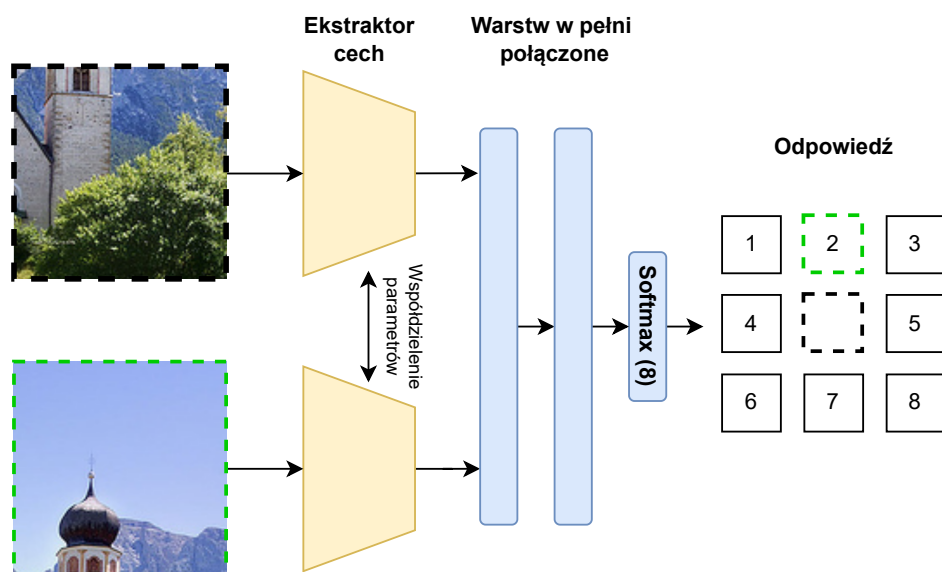 Ekstraktor
cech
Warstw w pełni
połączone
Odpowiedź
Współdzielenie
parametrów
Softmax (8)
1 2 3
4 5
6 7 8